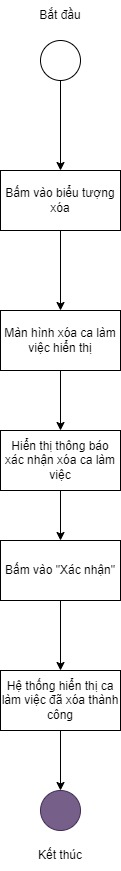 Bắt đầu
Bấm vào biểu tượng
xóa
Màn hình xóa ca làm
việc hiển thị
Hiển thị thông báo
xác nhận xóa ca làm
việc
Bấm vào "Xác nhận"
Hệ thống hiển thị ca
làm việc đã xóa thành
công
Kết thúc